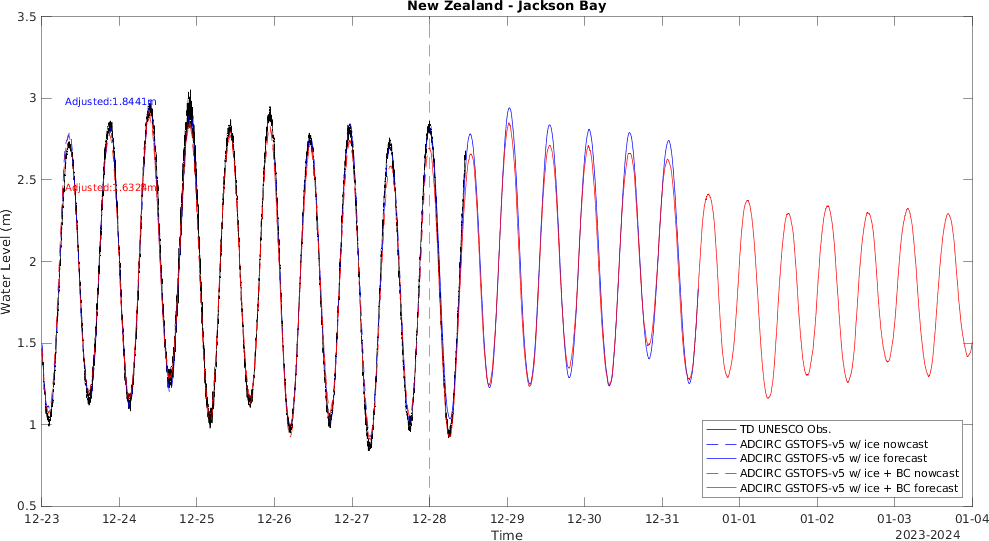 New Zealand - Jackson Bay
Water Level (m)
3.5
3
2.5
2
1.5
1
0.5
Adjusted:1.8441m
Adjusted:1.6324m
TD UNESCO Obs.
ADCIRC GSTOFS-v5 w/ ice nowcast
ADCIRC GSTOFS-v5 w/ ice forecast
ADCIRC GSTOFS-v5 w/ ice + BC nowcast
ADCIRC GSTOFS-v5 w/ ice + BC forecast
12-23 12-24 12-25 12-26 12-27 12-28 12-29 12-30 12-31 01-01 01-02 01-03 01-04
Time
2023-2024